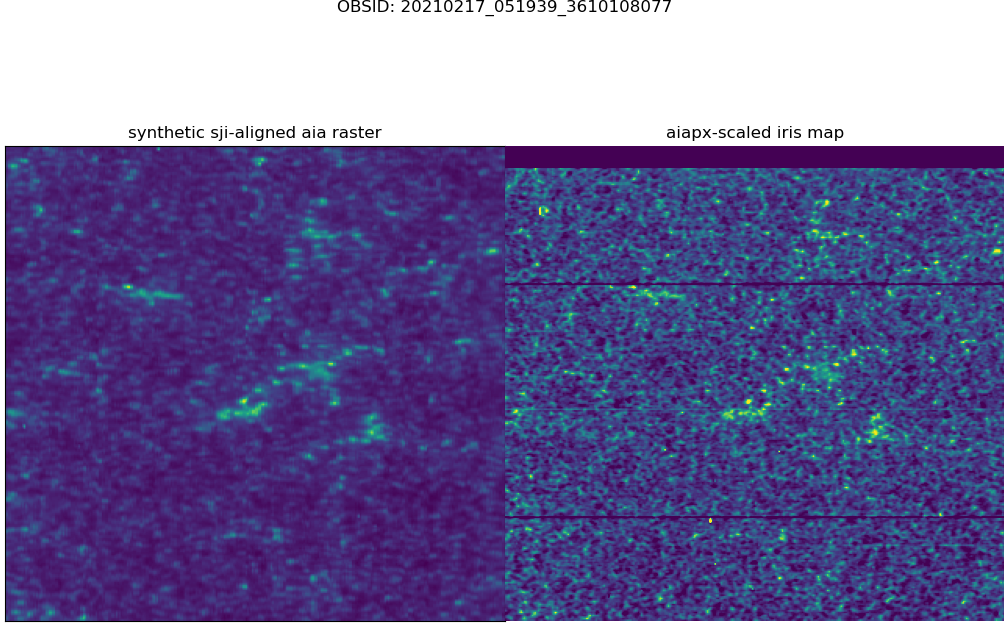 OBSID: 20210217_051939_3610108077
synthetic sji-aligned aia raster
aiapx-scaled iris map